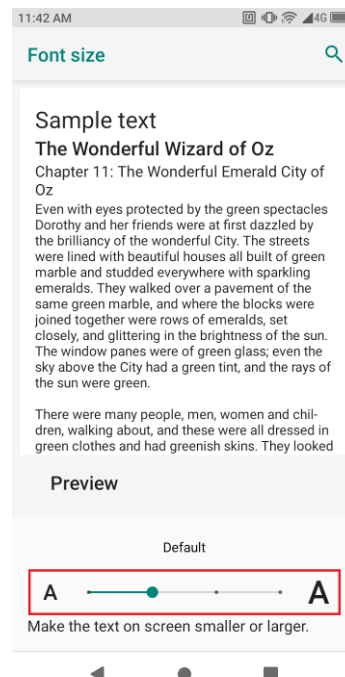 11:42 AM 4G
Font size
Sample text
The Wonderful Wizard of Oz
Chapter 11: The Wonderful Emerald City of
Oz
Even with eyes protected by the green spectacles
Dorothy and her friends were at first dazzled by
the brilliancy of the wonderful City. The streets
were lined with beautiful houses all built of green
marble and studded everywhere with sparkling
emeralds. They walked over a pavement of the
same green marble, and where the blocks were
joined together were rows of emeralds, set
closely, and glittering in the brightness of the sun.
The window panes were of green glass; even the
sky above the City had a green tint, and the rays of
the sun were green.
There were many people, men, women and chil-
dren, walking about, and these were all dressed in
green clothes and had greenish skins. They looked
Preview
Default
A A
Make the text on screen smaller or larger.